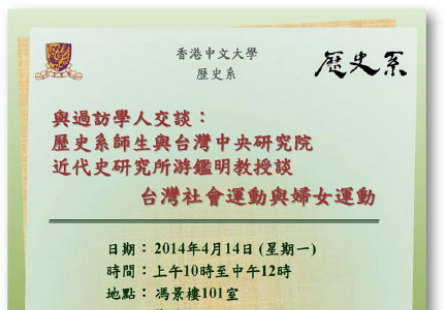 香港中文大學
歷史系
歷史系
與過訪學人交談：
歷史系師生與台灣中央研究院
近代史研究所游鑑明教授談
台灣社會運動與婦女運動
日期：2014年4月14日 (星期一)
時間：上午10時至中午12時
地點：馮景樓101室